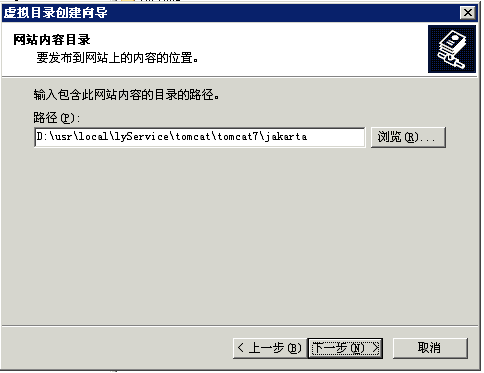 虚拟目录创建向导
网站内容目录
要发布到网站上的内容的位置。
输入包含此网站内容的目录的路径。
路径(P):
D:\usr\local\lyService\tomcat\tomcat7\jakarta
浏览(R)...
< 上一步(B)
下一步(N) >
取消